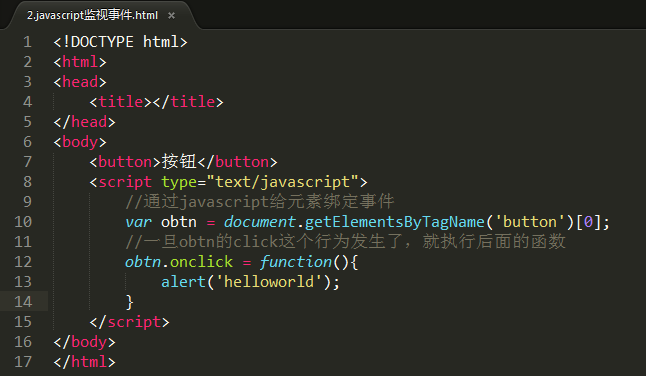 2.javascript监视事件.html ×
1 <!DOCTYPE html>
2 <html>
3 <head>
4     <title></title>
5 </head>
6 <body>
7     <button>按钮</button>
8     <script type="text/javascript">
9         //通过javascript给元素绑定事件
10         var obtn = document.getElementsByTagName('button')[0];
11         //一旦obtn的click这个行为发生了，就执行后面的函数
12         obtn.onclick = function(){
13             alert('helloworld');
14         }
15     </script>
16 </body>
17 </html>